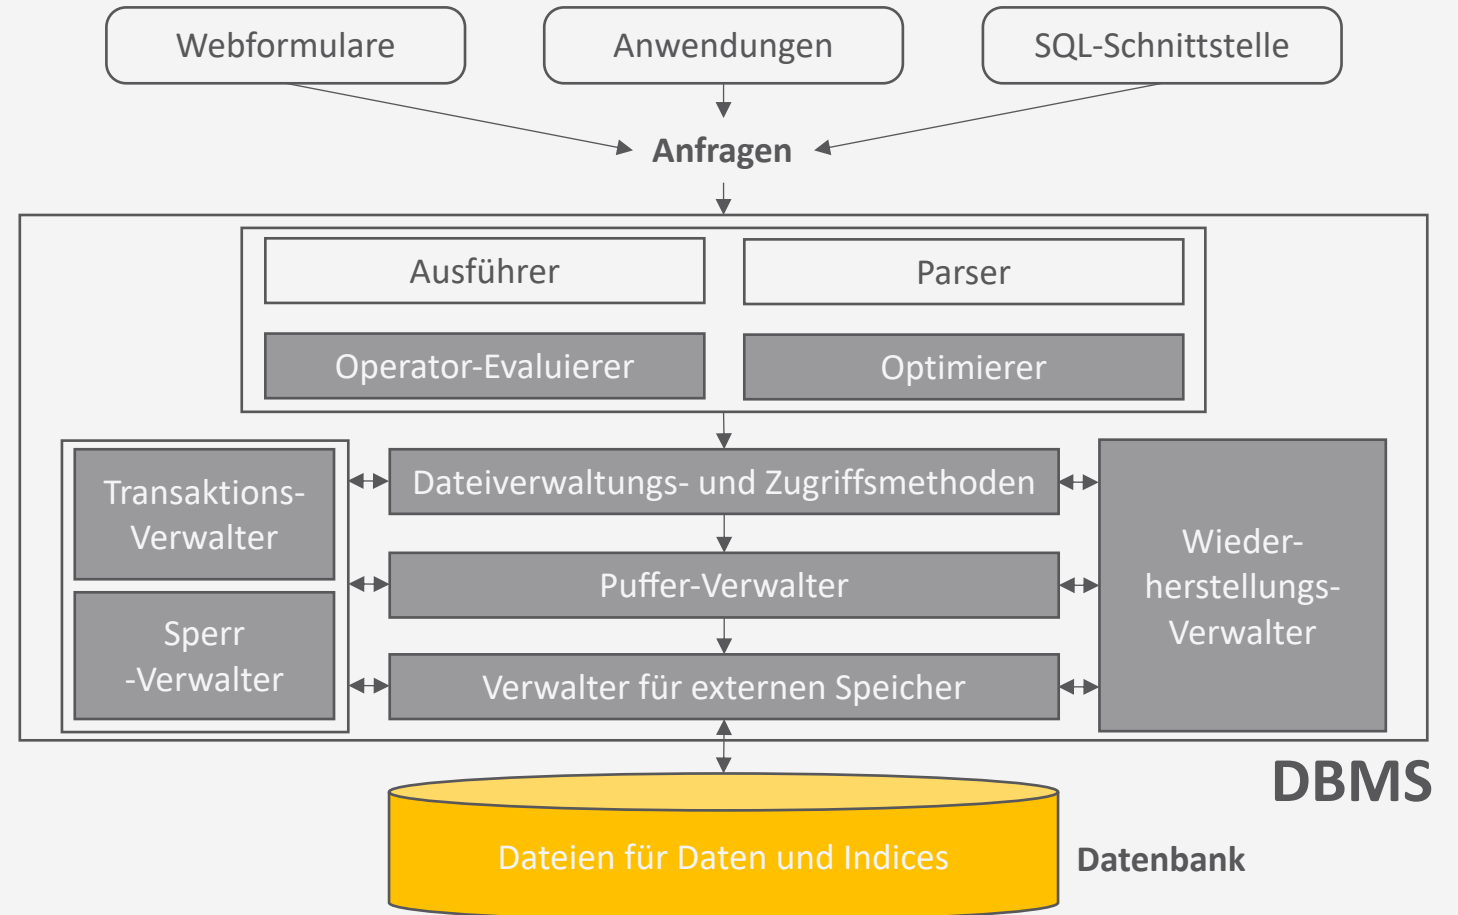 Webformulare
Anwendungen
SQL-Schnittstelle
Anfragen
Ausführer
Parser
Operator-Evaluierer
Optimierer
Transaktions-
Verwalter
Dateiverwaltungs- und Zugriffsmethoden
Wieder-
herstellungs-
Verwalter
Puffer-Verwalter
Sperr
-Verwalter
Verwalter für externen Speicher
DBMS
Dateien für Daten und Indices
Datenbank